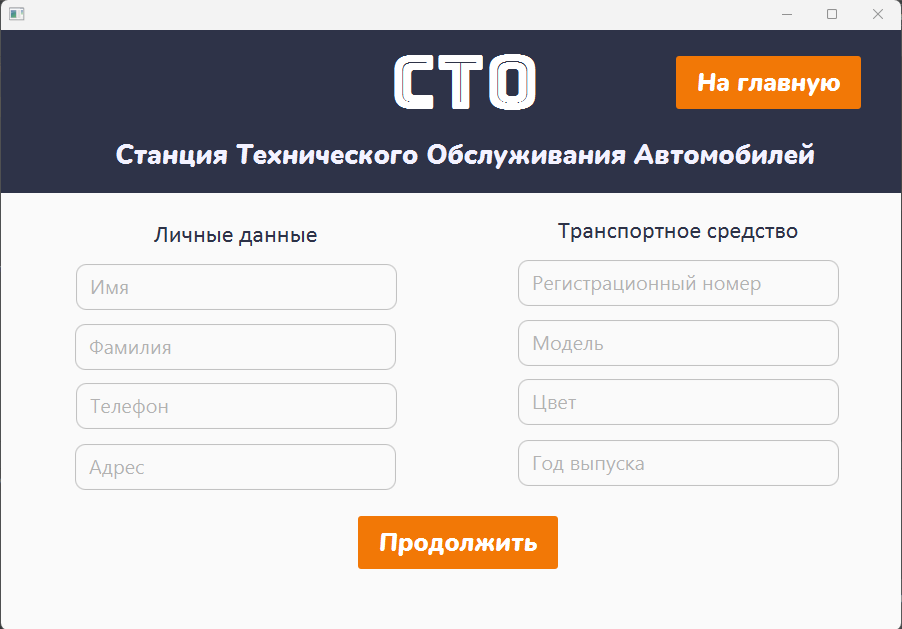 СТО
На главную
Станция Технического Обслуживания Автомобилей
Личные данные
Имя
Фамилия
Телефон
Адрес
Транспортное средство
Регистрационный номер
Модель
Цвет
Год выпуска
Продолжить